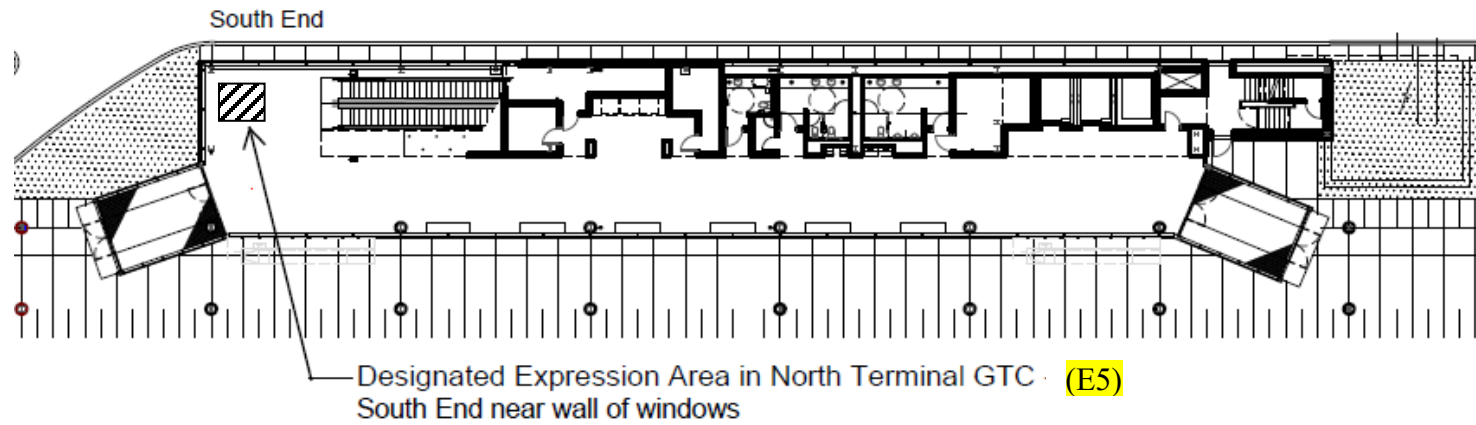 South End
Designated Expression Area in North Terminal GTC (E5)
South End near wall of windows